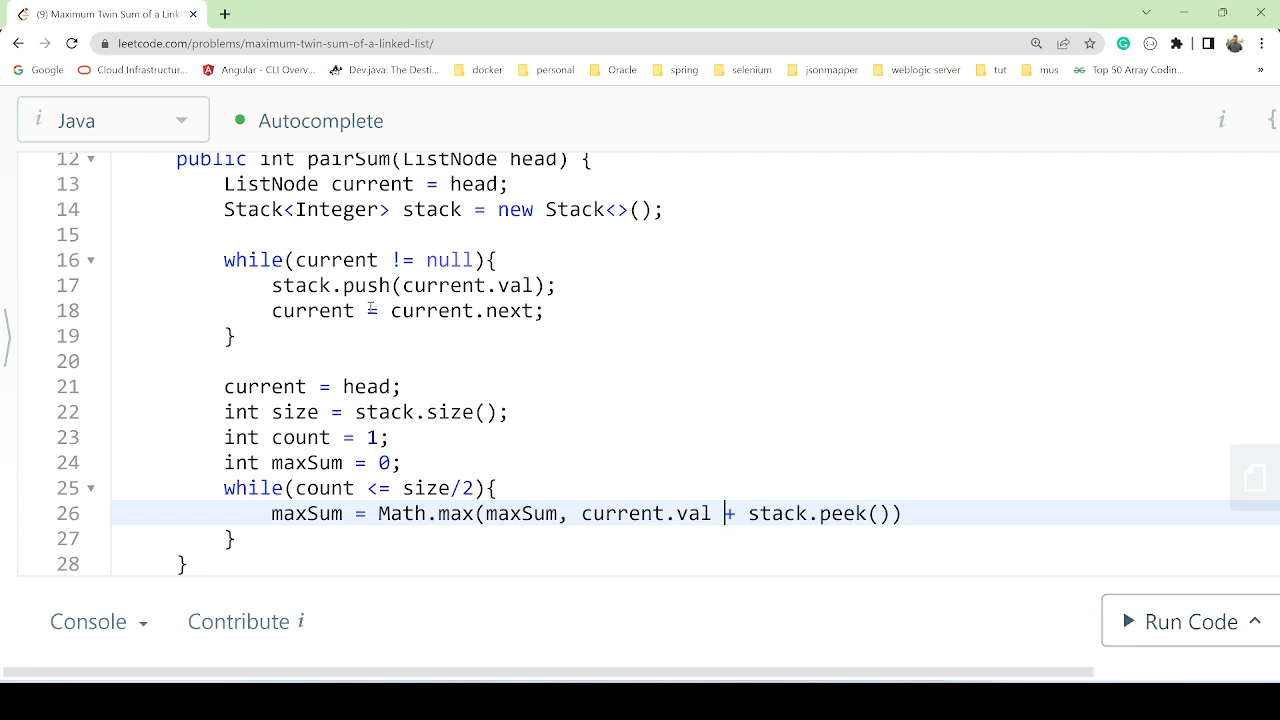 (9) Maximum Twin Sum of a Link
leetcode.com/problems/maximum-twin-sum-of-a-linked-list/
Google Cloud Infrastructur... Angular - CLI Overv... Dev.java: The Desti... docker personal Oracle spring selenium jsonmapper weblogic server tut mus Top 50 Array Codin... »
i Java Autocomplete i {
12 public int pairSum(ListNode head) {
13 ListNode current = head;
14 Stack<Integer> stack = new Stack<>();
15
16 while(current != null){
17 stack.push(current.val);
18 current = current.next;
19 }
20
21 current = head;
22 int size = stack.size();
23 int count = 1;
24 int maxSum = 0;
25 while(count <= size/2){
26 maxSum = Math.max(maxSum, current.val + stack.peek())
27 }
28 }
Console Contribute i Run Code